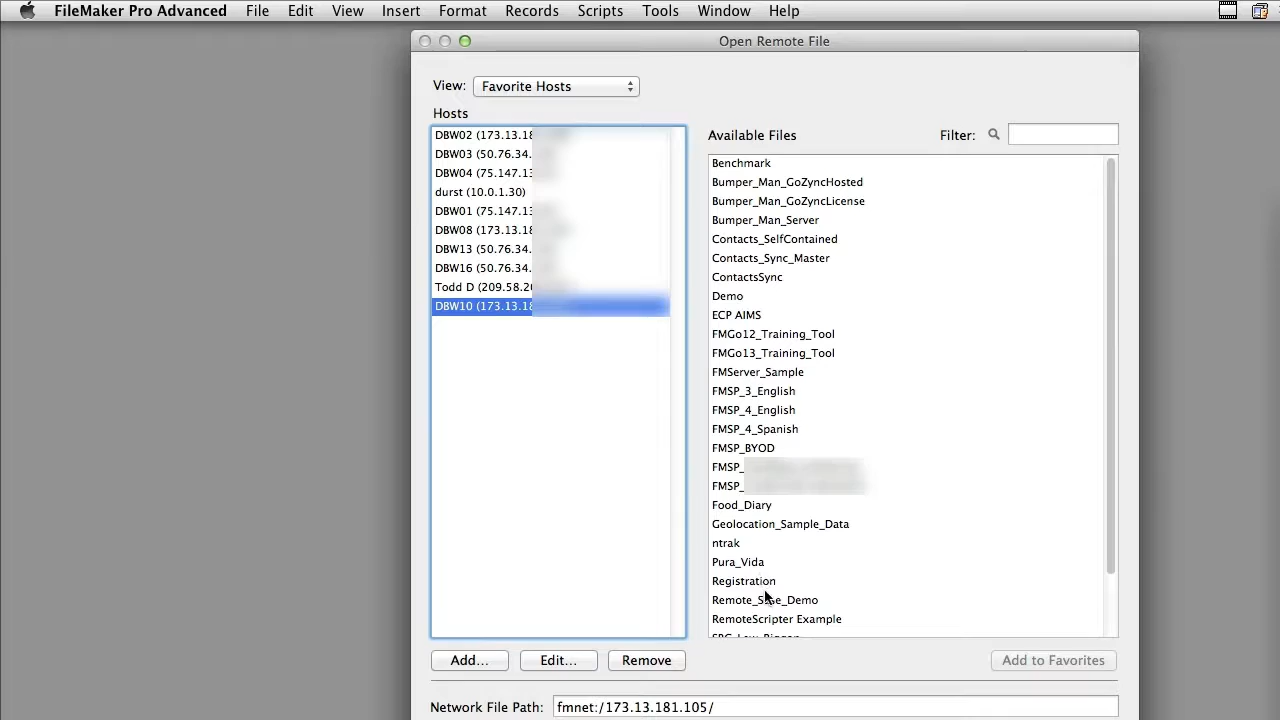 FileMaker Pro Advanced File Edit View Insert Format Records Scripts Tools Window Help
Open Remote File
View: Favorite Hosts
Hosts
DBW02 (173.13.18
DBW03 (50.76.34.
DBW04 (75.147.13
durst (10.0.1.30)
DBW01 (75.147.13
DBW08 (173.13.18
DBW13 (50.76.34.
DBW16 (50.76.34.
Todd D (209.58.20
DBW10 (173.13.18
Available Files
Filter:
Benchmark
Bumper_Man_GoZyncHosted
Bumper_Man_GoZyncLicense
Bumper_Man_Server
Contacts_SelfContained
Contacts_Sync_Master
ContactsSync
Demo
ECP AIMS
FMGo12_Training_Tool
FMGo13_Training_Tool
FMServer_Sample
FMSP_3_English
FMSP_4_English
FMSP_4_Spanish
FMSP_BYOD
FMSP_
FMSP_
Food_Diary
Geolocation_Sample_Data
ntrak
Pura_Vida
Registration
RemoteScripter Example
Add... Edit... Remove
Add to Favorites
Network File Path: fmnet:/173.13.181.105/